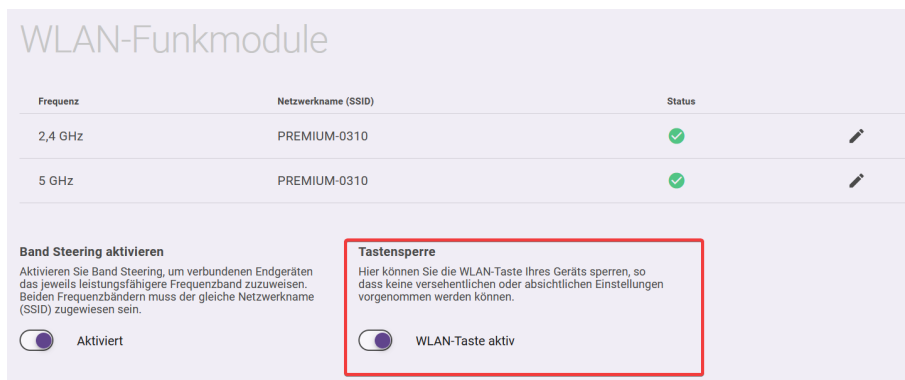 WLAN-Funkmodule
Frequenz Netzwerkname (SSID) Status
2,4 GHz PREMIUM-0310
5 GHz PREMIUM-0310
Band Steering aktivieren
Aktivieren Sie Band Steering, um verbundenen Endgeräten
das jeweils leistungsfähigere Frequenzband zuzuweisen.
Beiden Frequenzbändern muss der gleiche Netzwerkname
(SSID) zugewiesen sein.
Aktiviert
Tastensperre
Hier können Sie die WLAN-Taste Ihres Geräts sperren, so
dass keine versehentlichen oder absichtlichen Einstellungen
vorgenommen werden können.
WLAN-Taste aktiv